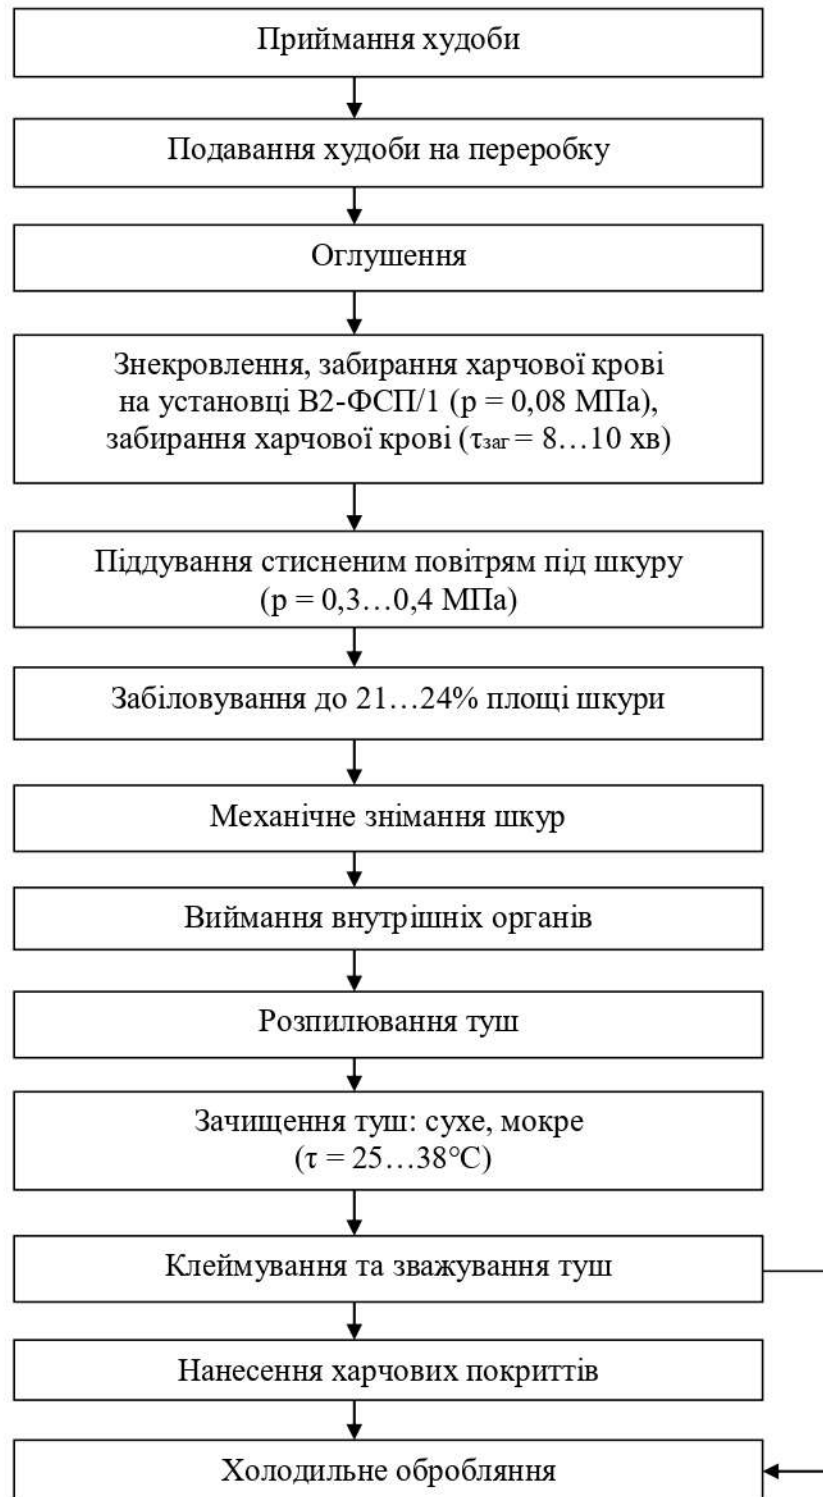 Приймання худоби
Подавання худоби на переробку
Оглушення
Знекровлення, забирання харчової крові
на установці В2-ФСП/1 (р = 0,08 МПа),
забирання харчової крові (τзаг = 8…10 хв)
Піддування стисненим повітрям під шкуру
(р = 0,3…0,4 МПа)
Забіловування до 21…24% площі шкури
Механічне знімання шкур
Виймання внутрішніх органів
Розпилювання туш
Зачищення туш: сухе, мокре
(τ = 25…38°С)
Клеймування та зважування туш
Нанесення харчових покриттів
Холодильне обробляння